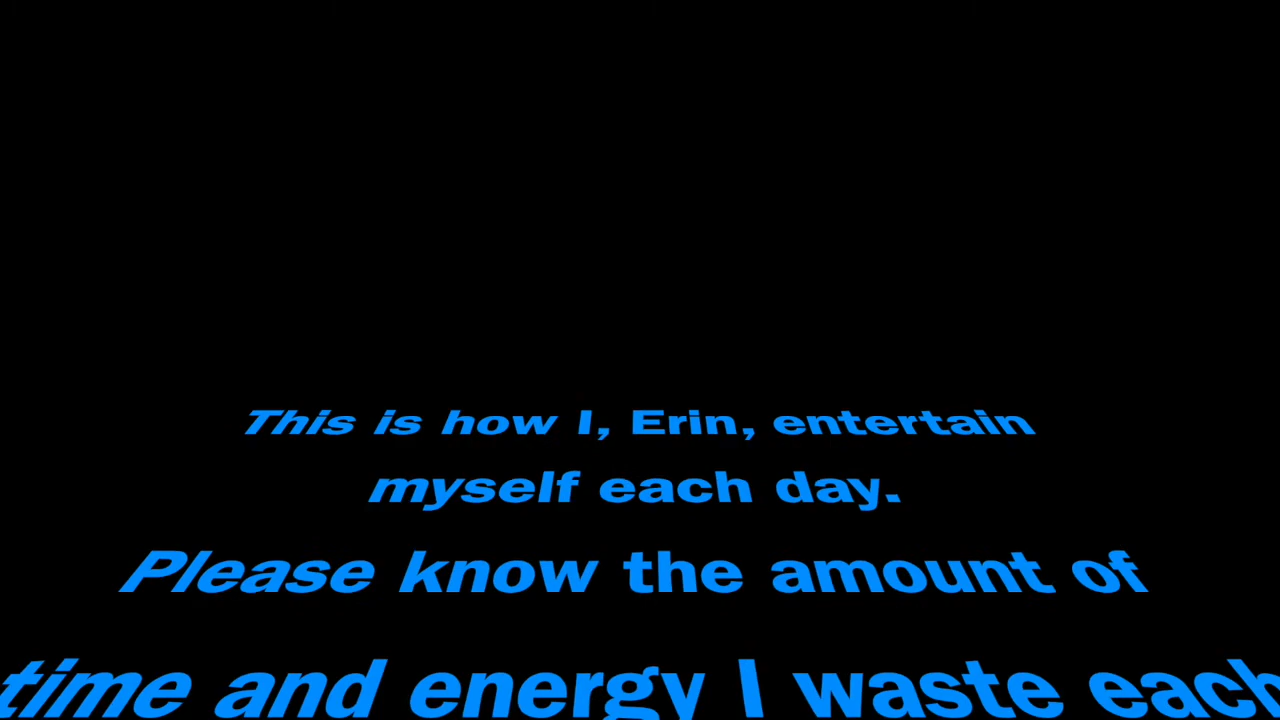 This is how I, Erin, entertain
myself each day.
Please know the amount of
time and energy I waste each